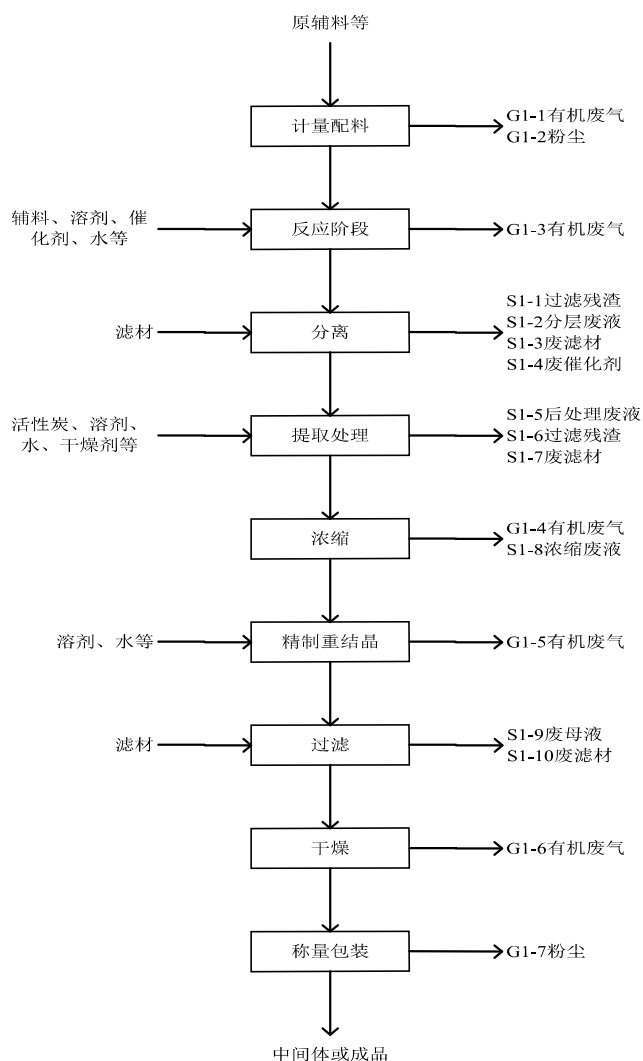 原辅料等
计量配料
G1-1有机废气
G1-2粉尘
辅料、溶剂、催
化剂、水等
反应阶段
G1-3有机废气
滤材
分离
S1-1过滤残渣
S1-2分层废液
S1-3废滤材
S1-4废催化剂
活性炭、溶剂、
水、干燥剂等
提取处理
S1-5后处理废液
S1-6过滤残渣
S1-7废滤材
浓缩
G1-4有机废气
S1-8浓缩废液
溶剂、水等
精制重结晶
G1-5有机废气
滤材
过滤
S1-9废母液
S1-10废滤材
干燥
G1-6有机废气
称量包装
G1-7粉尘
中间体或成品